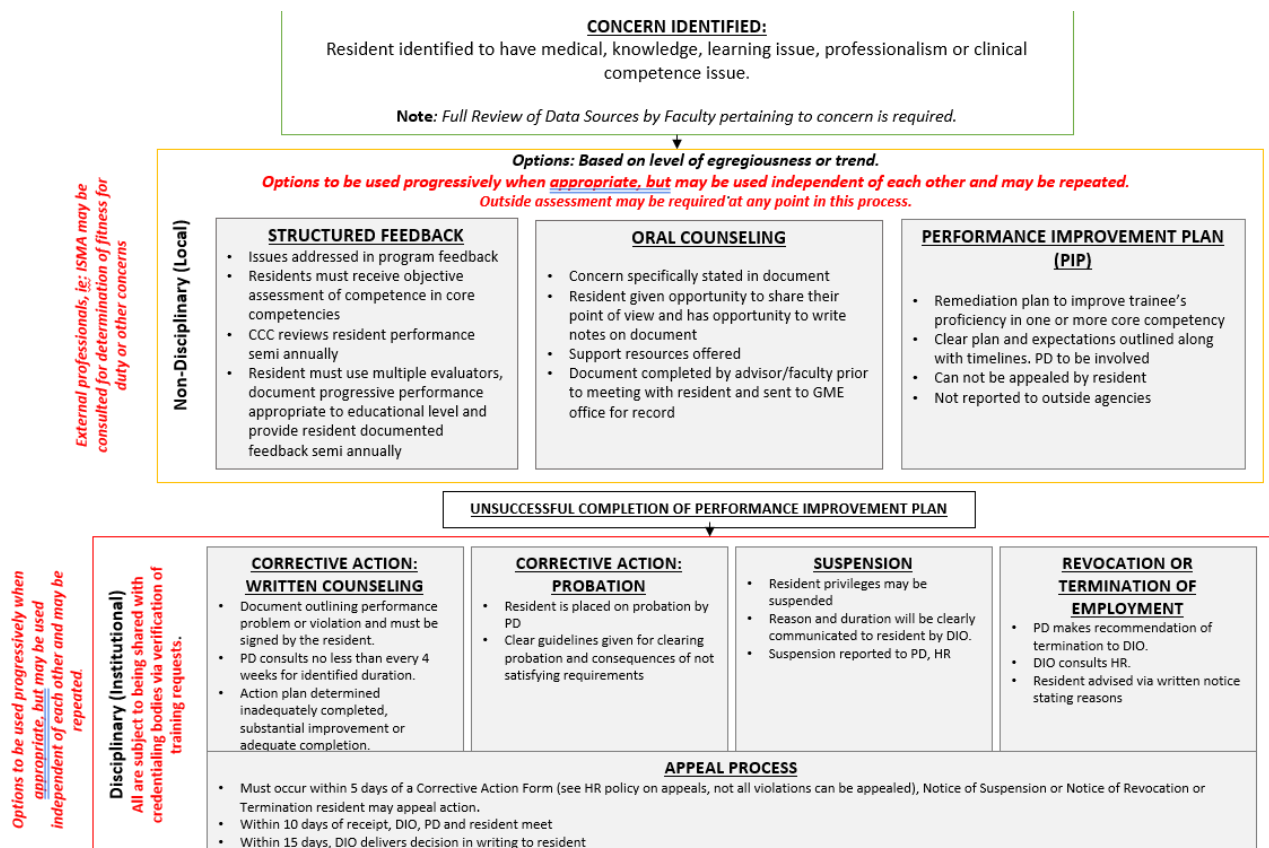 CONCERN IDENTIFIED:
Resident identified to have medical, knowledge, learning issue, professionalism or clinical
competence issue.
Note: Full Review of Data Sources by Faculty pertaining to concern is required.
Options: Based on level of egregiousness or trend.
Options to be used progressively when appropriate, but may be used independent of each other and may be repeated.
Outside assessment may be required at any point in this process.
External professionals, ie: ISMA may be
consulted for determination of fitness for
duty or other concerns
Non-Disciplinary (Local)
STRUCTURED FEEDBACK
• Issues addressed in program feedback
• Residents must receive objective
assessment of competence in core
competencies
• CCC reviews resident performance
semi annually
• Resident must use multiple evaluators,
document progressive performance
appropriate to educational level and
provide resident documented
feedback semi annually
ORAL COUNSELING
• Concern specifically stated in document
• Resident given opportunity to share their
point of view and has opportunity to write
notes on document
• Support resources offered
• Document completed by advisor/faculty prior
to meeting with resident and sent to GME
office for record
PERFORMANCE IMPROVEMENT PLAN
(PIP)
• Remediation plan to improve trainee's
proficiency in one or more core competency
• Clear plan and expectations outlined along
with timelines. PD to be involved
• Can not be appealed by resident
• Not reported to outside agencies
UNSUCCESSFUL COMPLETION OF PERFORMANCE IMPROVEMENT PLAN
Options to be used progressively when
appropriate, but may be used
independent of each other and may be
repeated.
Disciplinary (Institutional)
All are subject to being shared with
credentialing bodies via verification of
training requests.
CORRECTIVE ACTION:
WRITTEN COUNSELING
• Document outlining performance
problem or violation and must be
signed by the resident.
• PD consults no less than every 4
weeks for identified duration.
• Action plan determined
inadequately completed,
substantial improvement or
adequate completion.
CORRECTIVE ACTION:
PROBATION
• Resident is placed on probation by
PD
• Clear guidelines given for clearing
probation and consequences of not
satisfying requirements
SUSPENSION
• Resident privileges may be
suspended
• Reason and duration will be clearly
communicated to resident by DIO.
• Suspension reported to PD, HR
REVOCATION OR
TERMINATION OF
EMPLOYMENT
• PD makes recommendation of
termination to DIO.
• DIO consults HR.
• Resident advised via written notice
stating reasons
APPEAL PROCESS
• Must occur within 5 days of a Corrective Action Form (see HR policy on appeals, not all violations can be appealed), Notice of Suspension or Notice of Revocation or
Termination resident may appeal action.
• Within 10 days of receipt, DIO, PD and resident meet
• Within 15 days, DIO delivers decision in writing to resident